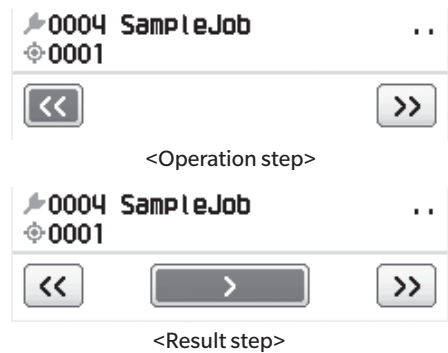 0004 SampleJob ..
0001
<< >>
<Operation step>
0004 SampleJob ..
0001
<< > >>
<Result step>